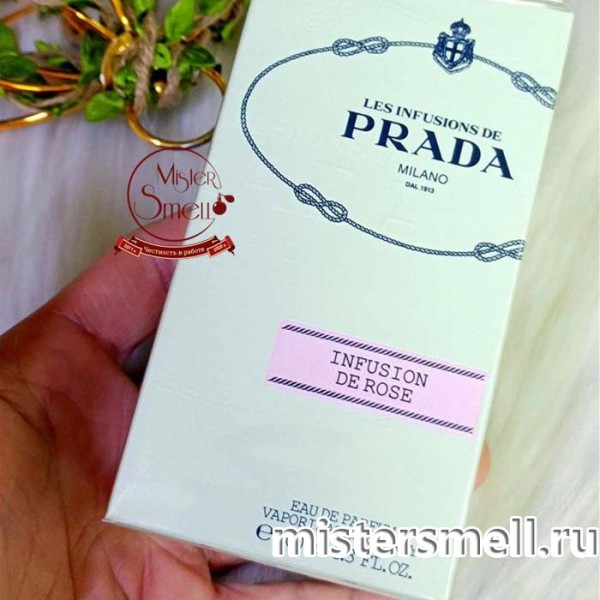 LES INFUSIONS DE
PRADA
MILANO
DAL 1913
Mister
Smell
Честность в работе
INFUSION
DE ROSE
EAU DE PARFUM
FL.OZ.
mistersmell.ru